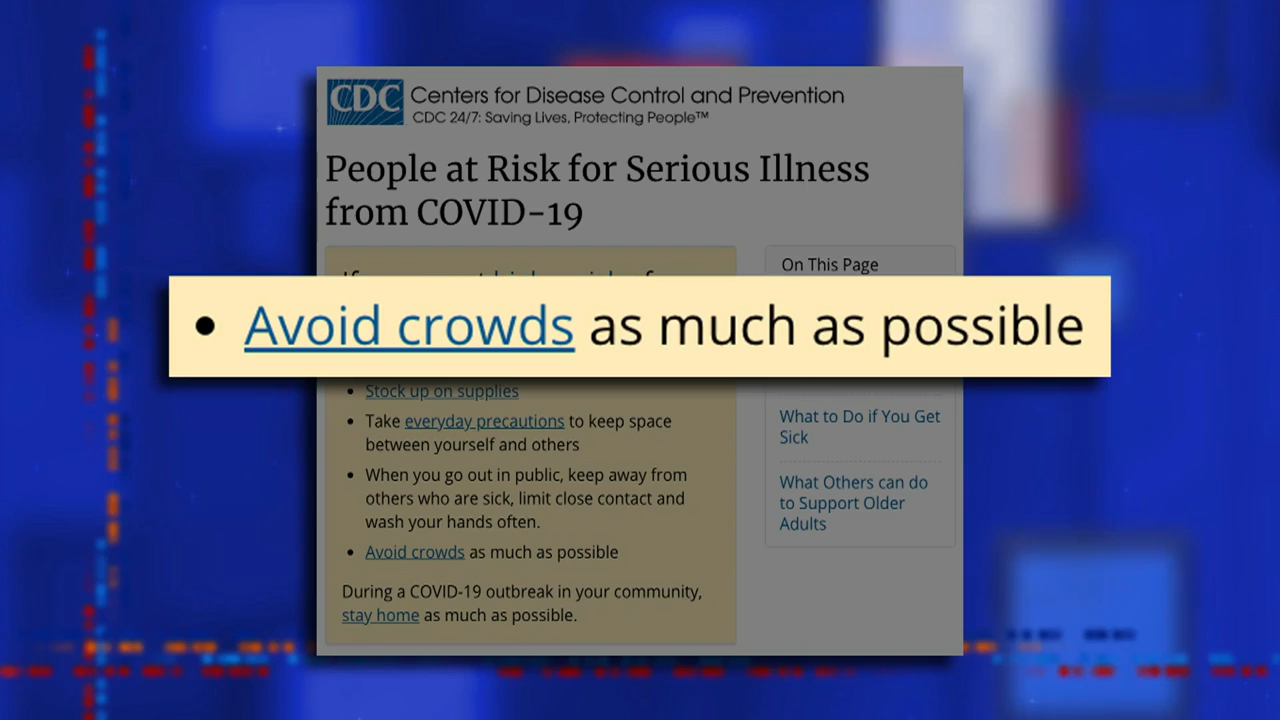 CDC
Centers for Disease Control and Prevention
CDC 24/7: Saving Lives, Protecting People™
People at Risk for Serious Illness
from COVID-19
• Avoid crowds as much as possible
• Stock up on supplies
• Take everyday precautions to keep space
between yourself and others
• When you go out in public, keep away from
others who are sick, limit close contact and
wash your hands often.
• Avoid crowds as much as possible
During a COVID-19 outbreak in your community,
stay home as much as possible.
On This Page
What to Do if You Get
Sick
What Others can do
to Support Older
Adults